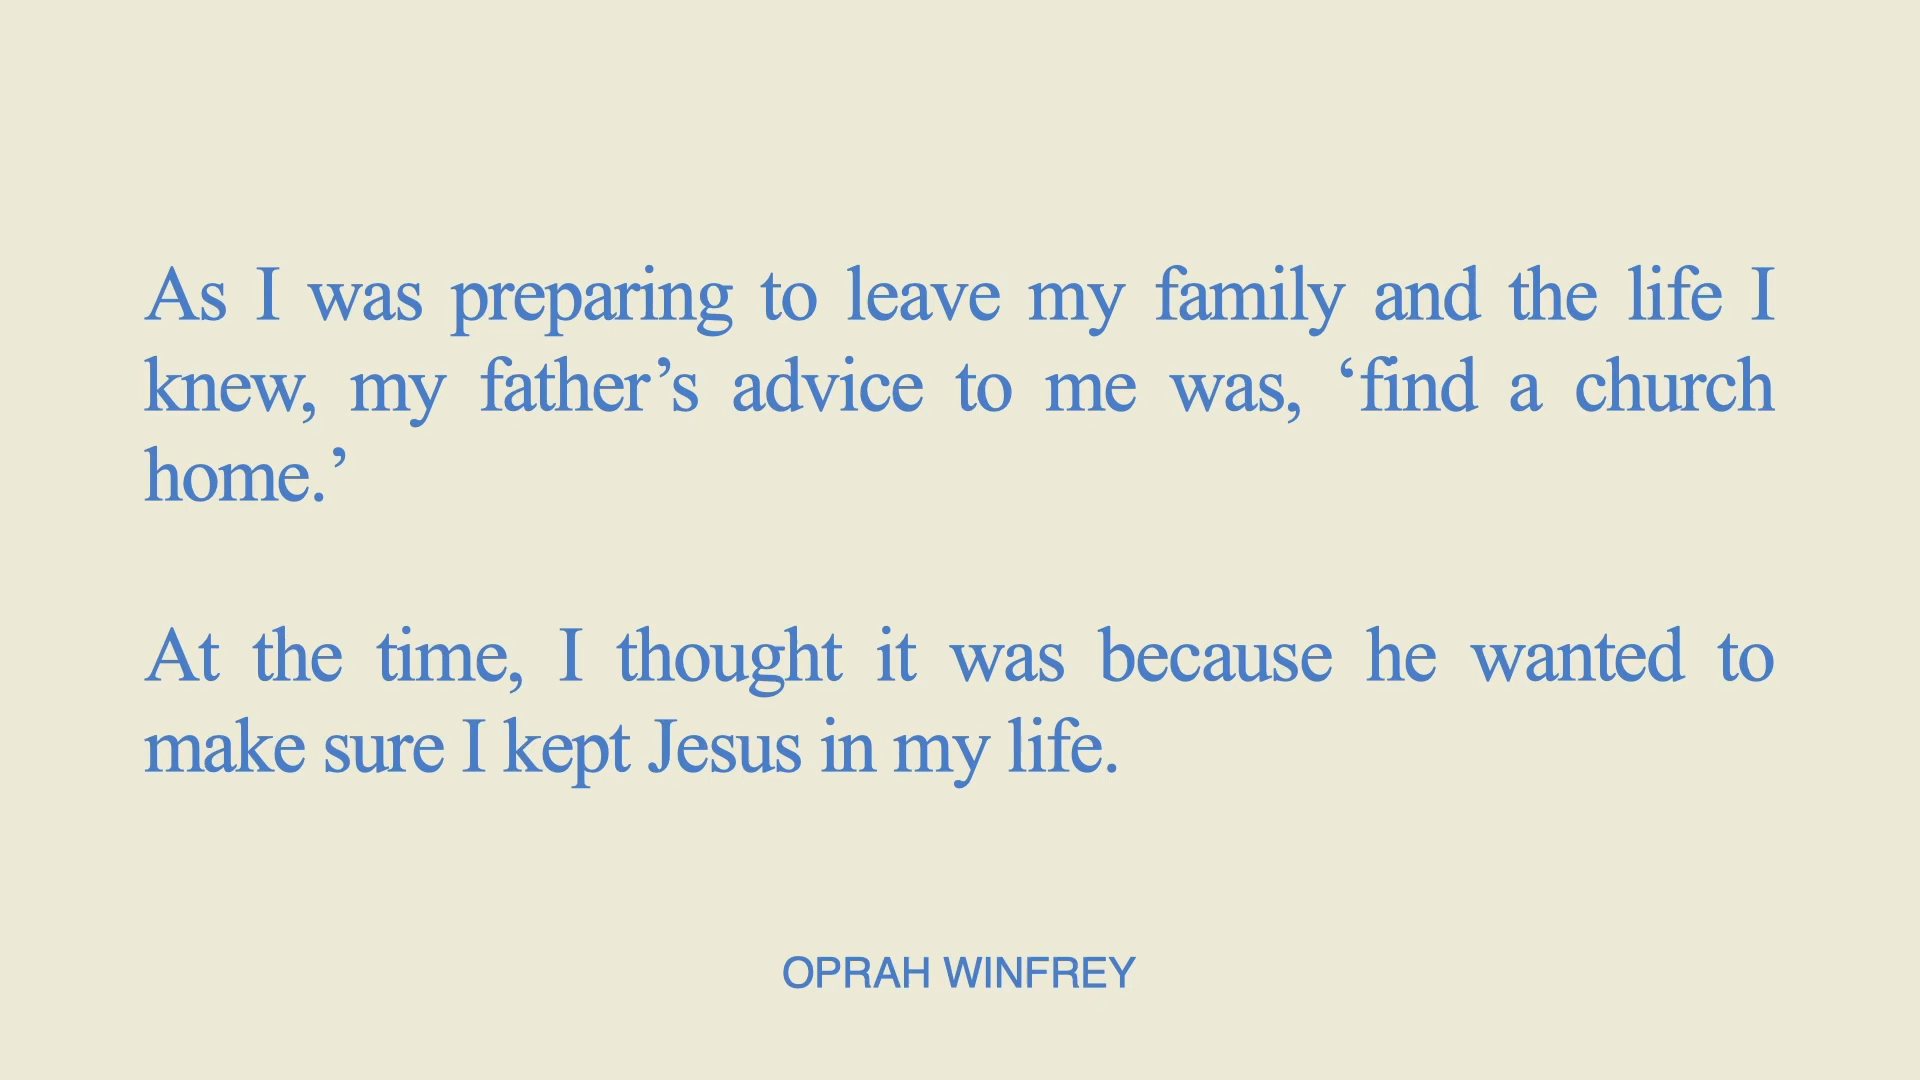 As I was preparing to leave my family and the life I
knew, my father’s advice to me was, ‘find a church
home.’
At the time, I thought it was because he wanted to
make sure I kept Jesus in my life.
OPRAH WINFREY